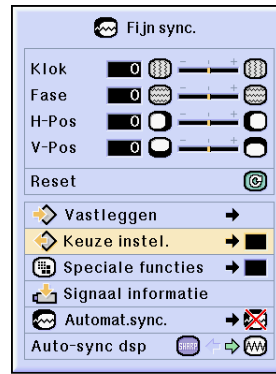 Fijn sync.
Klok 0 - +
Fase 0 - +
H-Pos 0 - +
V-Pos 0 - +
Reset
Vastleggen
Keuze instel.
Speciale functies
Signaal informatie
Automat.sync.
Auto-sync dsp SHARP